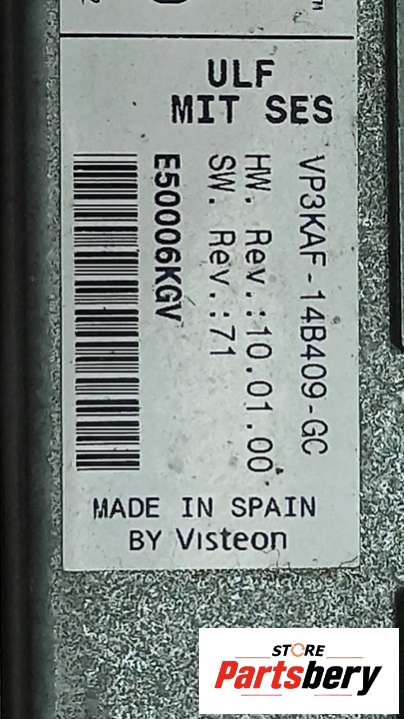 ULF
MIT SES
VP3KAF-14B409-GC
HW. Rev.:10.01.00
SW. Rev.:71
E50006KGV
MADE IN SPAIN
BY Visteon
STORE
Partsbery